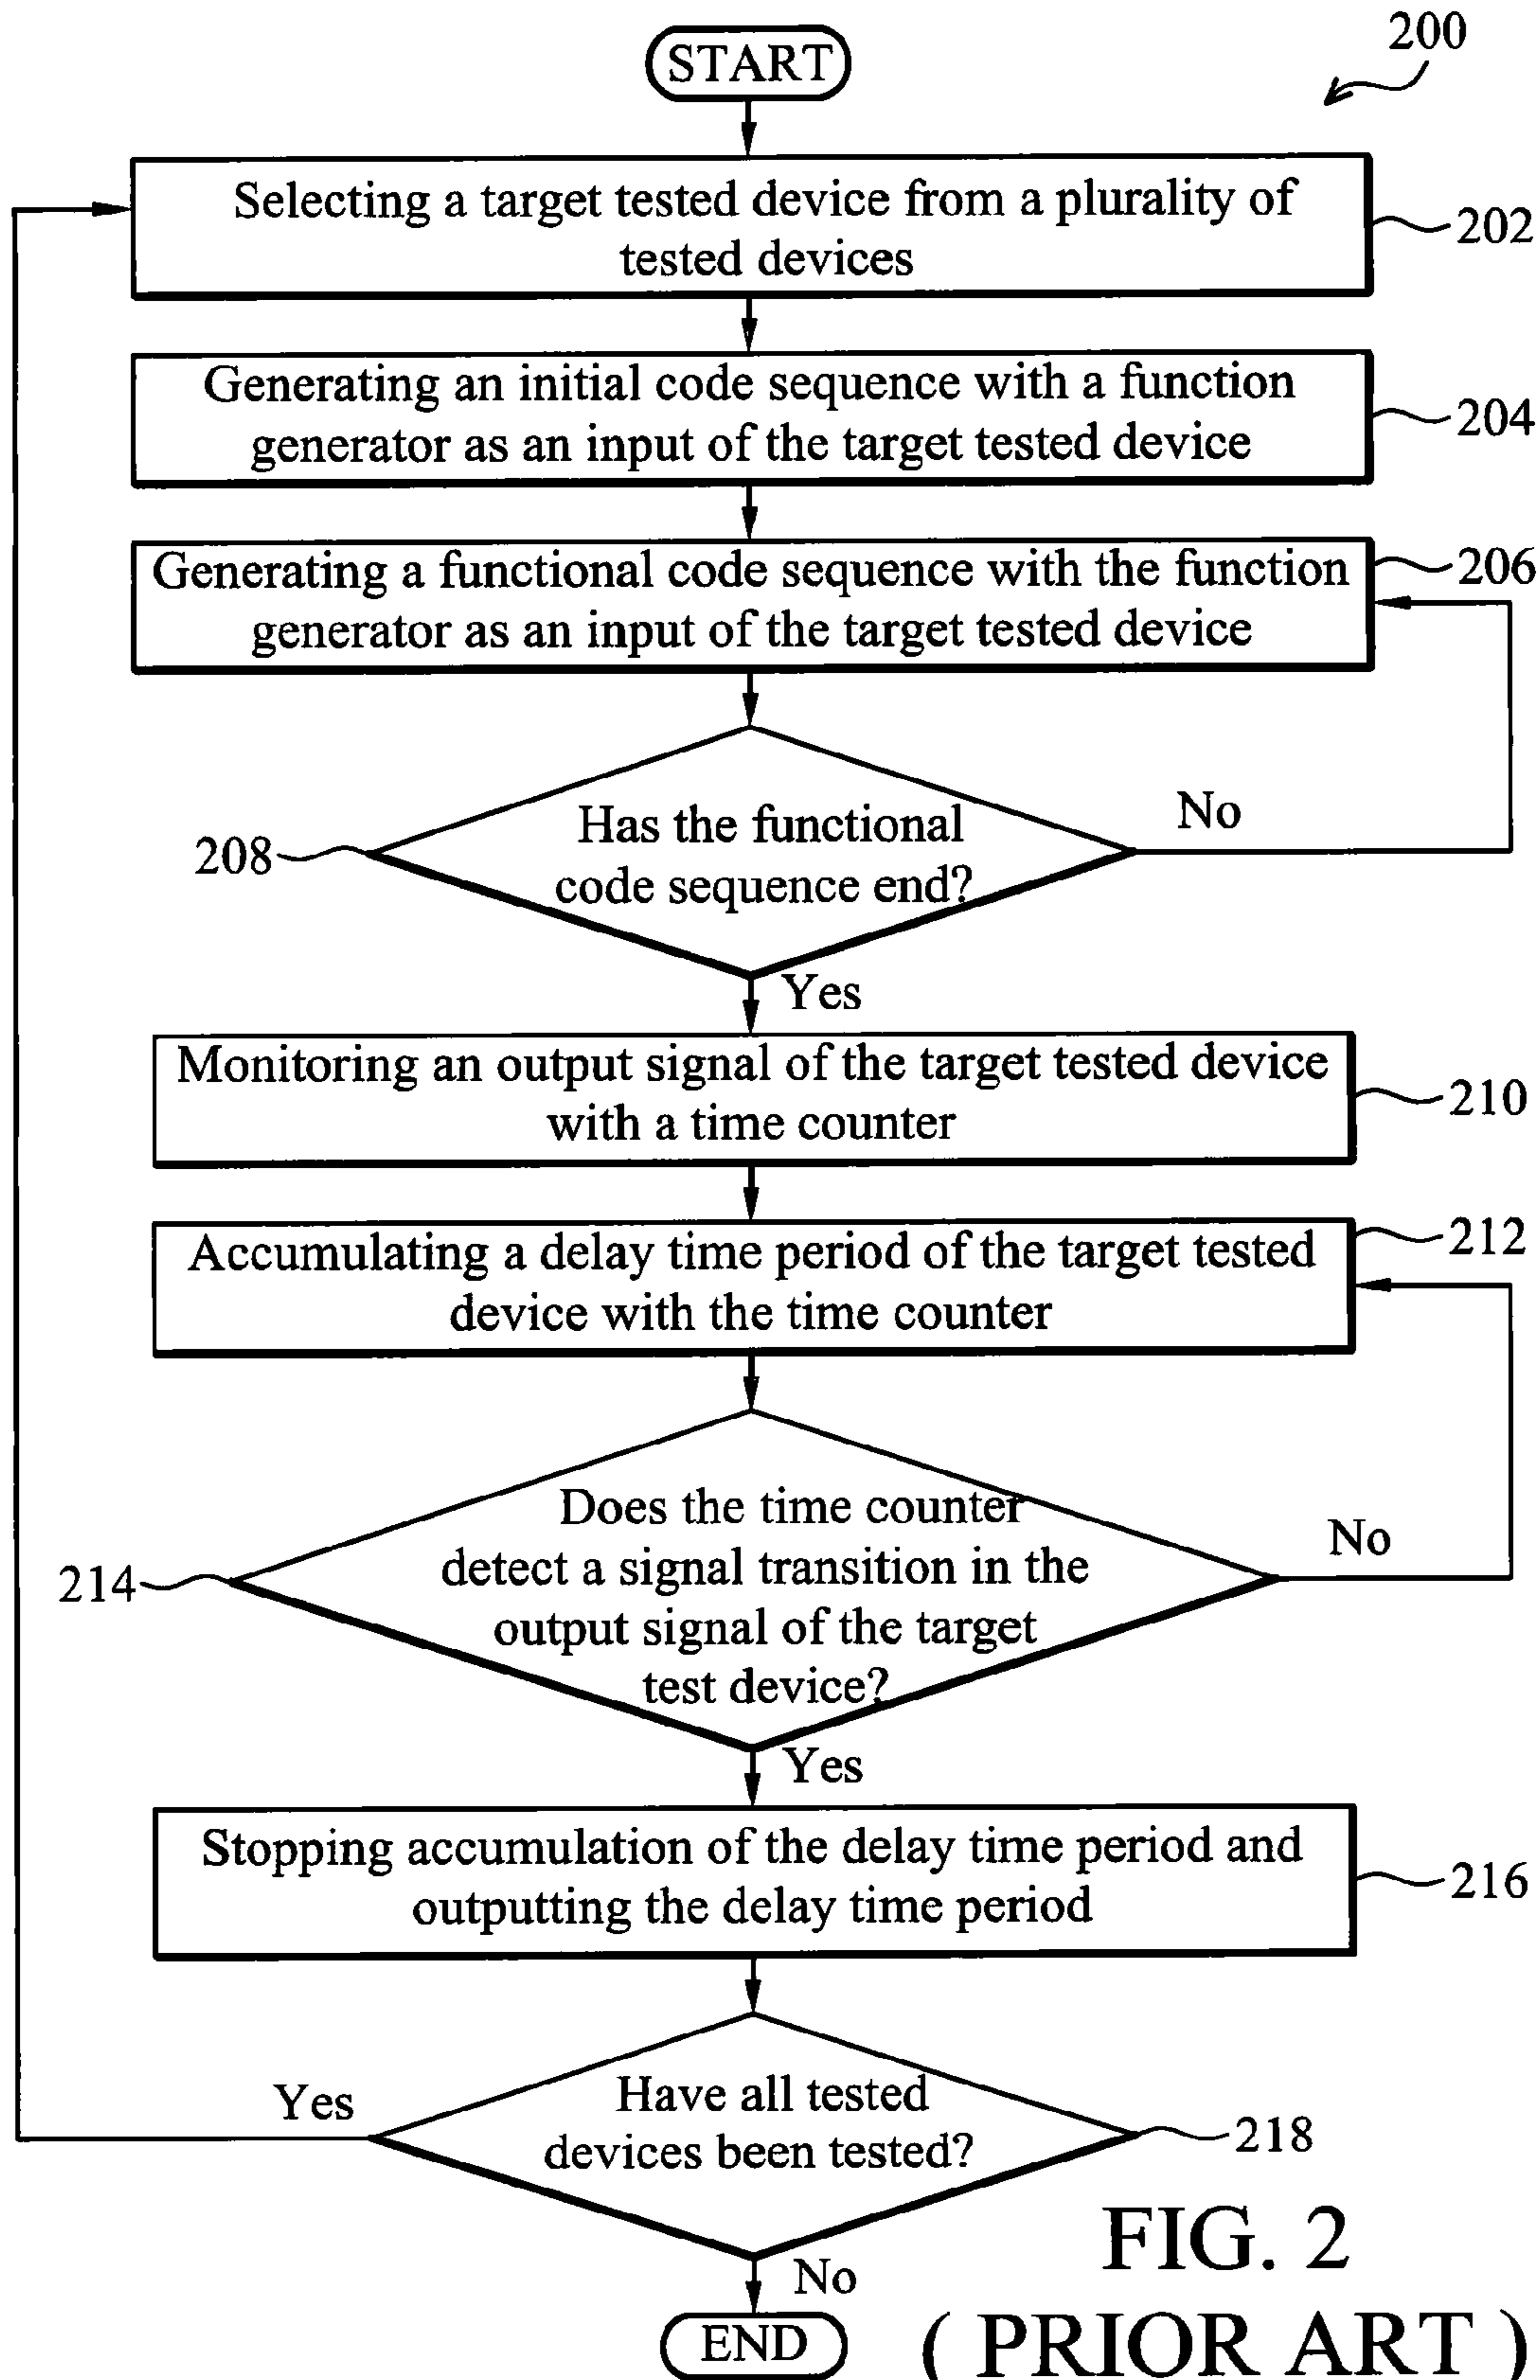 START
200
Selecting a target tested device from a plurality of
tested devices
202
Generating an initial code sequence with a function
generator as an input of the target tested device
204
Generating a functional code sequence with the function
generator as an input of the target tested device
206
Has the functional
code sequence end?
208
No
Yes
Monitoring an output signal of the target tested device
with a time counter
210
Accumulating a delay time period of the target tested
device with the time counter
212
Does the time counter
detect a signal transition in the
output signal of the target
test device?
214
No
Yes
Stopping accumulation of the delay time period and
outputting the delay time period
216
Have all tested
devices been tested?
Yes
218
No
END
FIG. 2
( PRIOR ART )